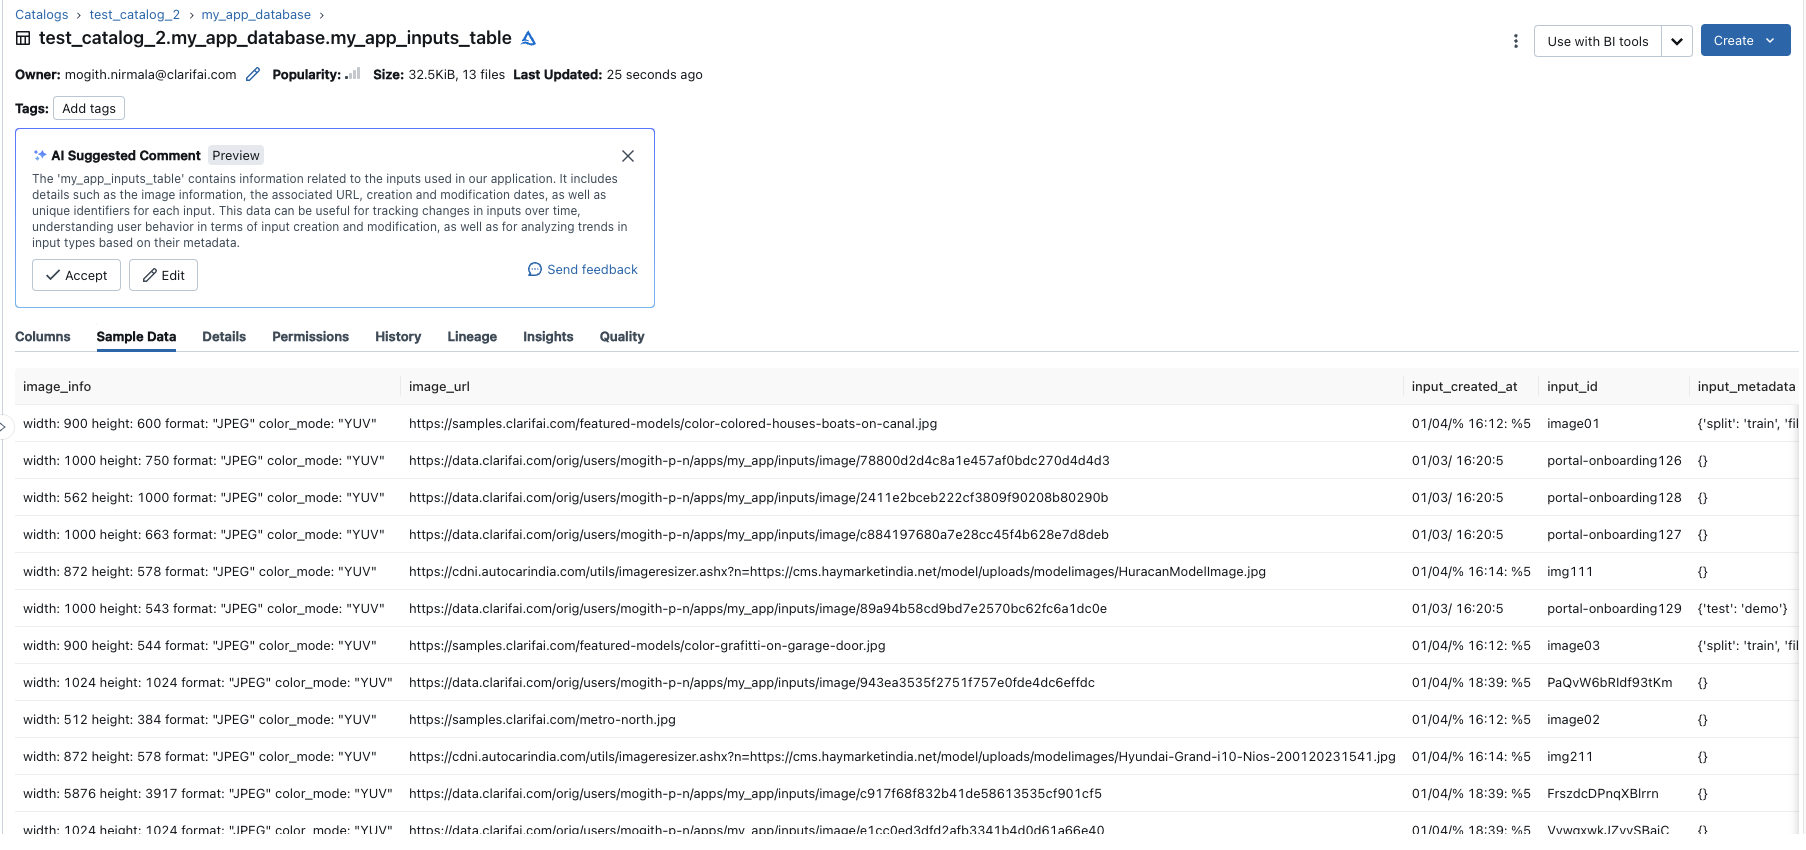 Catalogs › test_catalog_2 › my_app_database ›
test_catalog_2.my_app_database.my_app_inputs_table
Use with BI tools
Create
Owner: mogith.nirmala@clarifai.com Popularity: Size: 32.5KiB, 13 files Last Updated: 25 seconds ago
Tags: Add tags
AI Suggested Comment Preview
The 'my_app_inputs_table' contains information related to the inputs used in our application. It includes
details such as the image information, the associated URL, creation and modification dates, as well as
unique identifiers for each input. This data can be useful for tracking changes in inputs over time,
understanding user behavior in terms of input creation and modification, as well as for analyzing trends in
input types based on their metadata.
Accept Edit Send feedback
Columns Sample Data Details Permissions History Lineage Insights Quality
image_info image_url input_created_at input_id input_metadata
width: 900 height: 600 format: "JPEG" color_mode: "YUV" https://samples.clarifai.com/featured-models/color-colored-houses-boats-on-canal.jpg 01/04/% 16:12: %5 image01 {'split': 'train', 'fil
width: 1000 height: 750 format: "JPEG" color_mode: "YUV" https://data.clarifai.com/orig/users/mogith-p-n/apps/my_app/inputs/image/78800d2d4c8a1e457af0bdc270d4d4d3 01/03/ 16:20:5 portal-onboarding126 {}
width: 562 height: 1000 format: "JPEG" color_mode: "YUV" https://data.clarifai.com/orig/users/mogith-p-n/apps/my_app/inputs/image/2411e2bceb222cf3809f90208b80290b 01/03/ 16:20:5 portal-onboarding128 {}
width: 1000 height: 663 format: "JPEG" color_mode: "YUV" https://data.clarifai.com/orig/users/mogith-p-n/apps/my_app/inputs/image/c884197680a7e28cc45f4b628e7d8deb 01/03/ 16:20:5 portal-onboarding127 {}
width: 872 height: 578 format: "JPEG" color_mode: "YUV" https://cdni.autocarindia.com/utils/imageresizer.ashx?n=https://cms.haymarketindia.net/model/uploads/modelimages/HuracanModelImage.jpg 01/04/% 16:14: %5 img111 {}
width: 1000 height: 543 format: "JPEG" color_mode: "YUV" https://data.clarifai.com/orig/users/mogith-p-n/apps/my_app/inputs/image/89a94b58cd9bd7e2570bc62fc6a1dc0e 01/03/ 16:20:5 portal-onboarding129 {'test': 'demo'}
width: 900 height: 544 format: "JPEG" color_mode: "YUV" https://samples.clarifai.com/featured-models/color-grafitti-on-garage-door.jpg 01/04/% 16:12: %5 image03 {'split': 'train', 'fil
width: 1024 height: 1024 format: "JPEG" color_mode: "YUV" https://data.clarifai.com/orig/users/mogith-p-n/apps/my_app/inputs/image/943ea3535f2751f757e0fde4dc6effdc 01/04/% 18:39: %5 PaQvW6bRldf93tKm {}
width: 512 height: 384 format: "JPEG" color_mode: "YUV" https://samples.clarifai.com/metro-north.jpg 01/04/% 16:12: %5 image02 {}
width: 872 height: 578 format: "JPEG" color_mode: "YUV" https://cdni.autocarindia.com/utils/imageresizer.ashx?n=https://cms.haymarketindia.net/model/uploads/modelimages/Hyundai-Grand-i10-Nios-200120231541.jpg 01/04/% 16:14: %5 img211 {}
width: 5876 height: 3917 format: "JPEG" color_mode: "YUV" https://data.clarifai.com/orig/users/mogith-p-n/apps/my_app/inputs/image/c917f68f832b41de58613535cf901cf5 01/04/% 18:39: %5 FrszdcDPnqXBIrrn {}
width: 1024 height: 1024 format: "JPEG" color_mode: "YUV" https://data.clarifai.com/orig/users/mogith-p-n/apps/my_app/inputs/image/e1cc0ed3dfd2afb3341b4d0d61a66e40 01/04/% 18:39: %5 {}